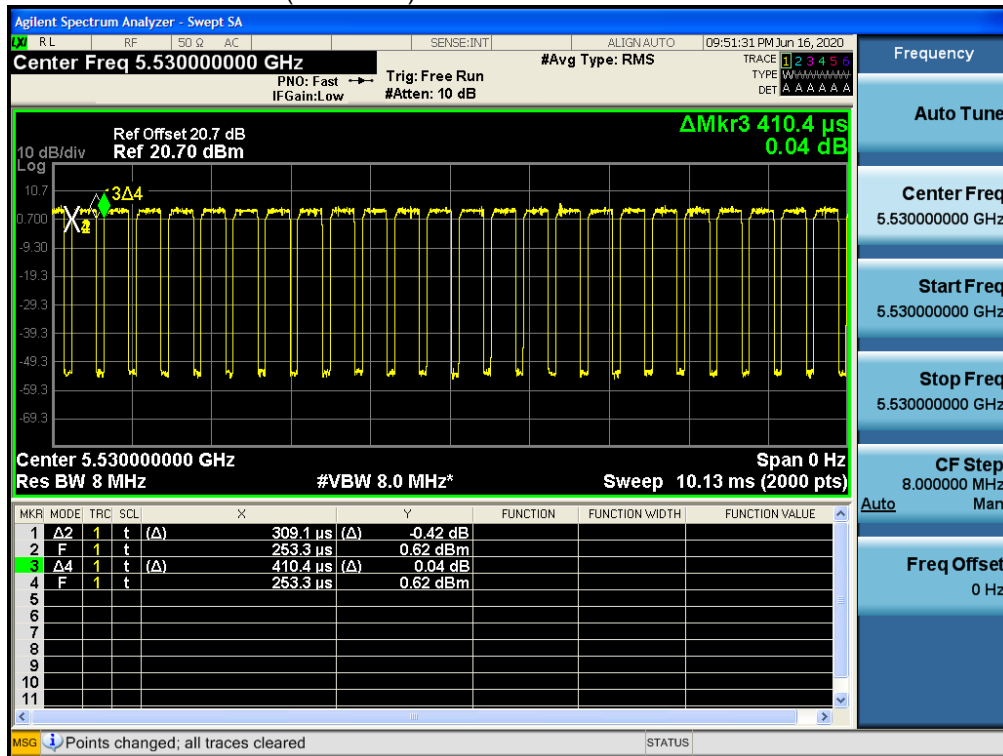 Agilent Spectrum Analyzer - Swept SA
LXI RL RF 50 Ω AC SENSE:INT ALIGN AUTO 09:51:31 PM Jun 16, 2020
Center Freq 5.530000000 GHz #Avg Type: RMS TRACE 1 2 3 4 5 6
PNO: Fast Trig: Free Run TYPE WWWWWW
IFGain:Low #Atten: 10 dB DET A A A A A A
ΔMkr3 410.4 µs
0.04 dB
Ref Offset 20.7 dB
10 dB/div Ref 20.70 dBm
Log
10.7
0.700
-9.30
-19.3
-29.3
-39.3
-49.3
-59.3
-69.3
3Δ4
Center 5.530000000 GHz Span 0 Hz
Res BW 8 MHz #VBW 8.0 MHz* Sweep 10.13 ms (2000 pts)
MKR MODE TRC SCL X Y FUNCTION FUNCTION WIDTH FUNCTION VALUE
1 Δ2 1 t (Δ) 309.1 µs (Δ) -0.42 dB
2 F 1 t 253.3 µs 0.62 dBm
3 Δ4 1 t (Δ) 410.4 µs (Δ) 0.04 dB
4 F 1 t 253.3 µs 0.62 dBm
5
6
7
8
9
10
11
MSG Points changed; all traces cleared STATUS
Frequency
Auto Tune
Center Freq
5.530000000 GHz
Start Freq
5.530000000 GHz
Stop Freq
5.530000000 GHz
CF Step
8.000000 MHz
Auto Man
Freq Offset
0 Hz